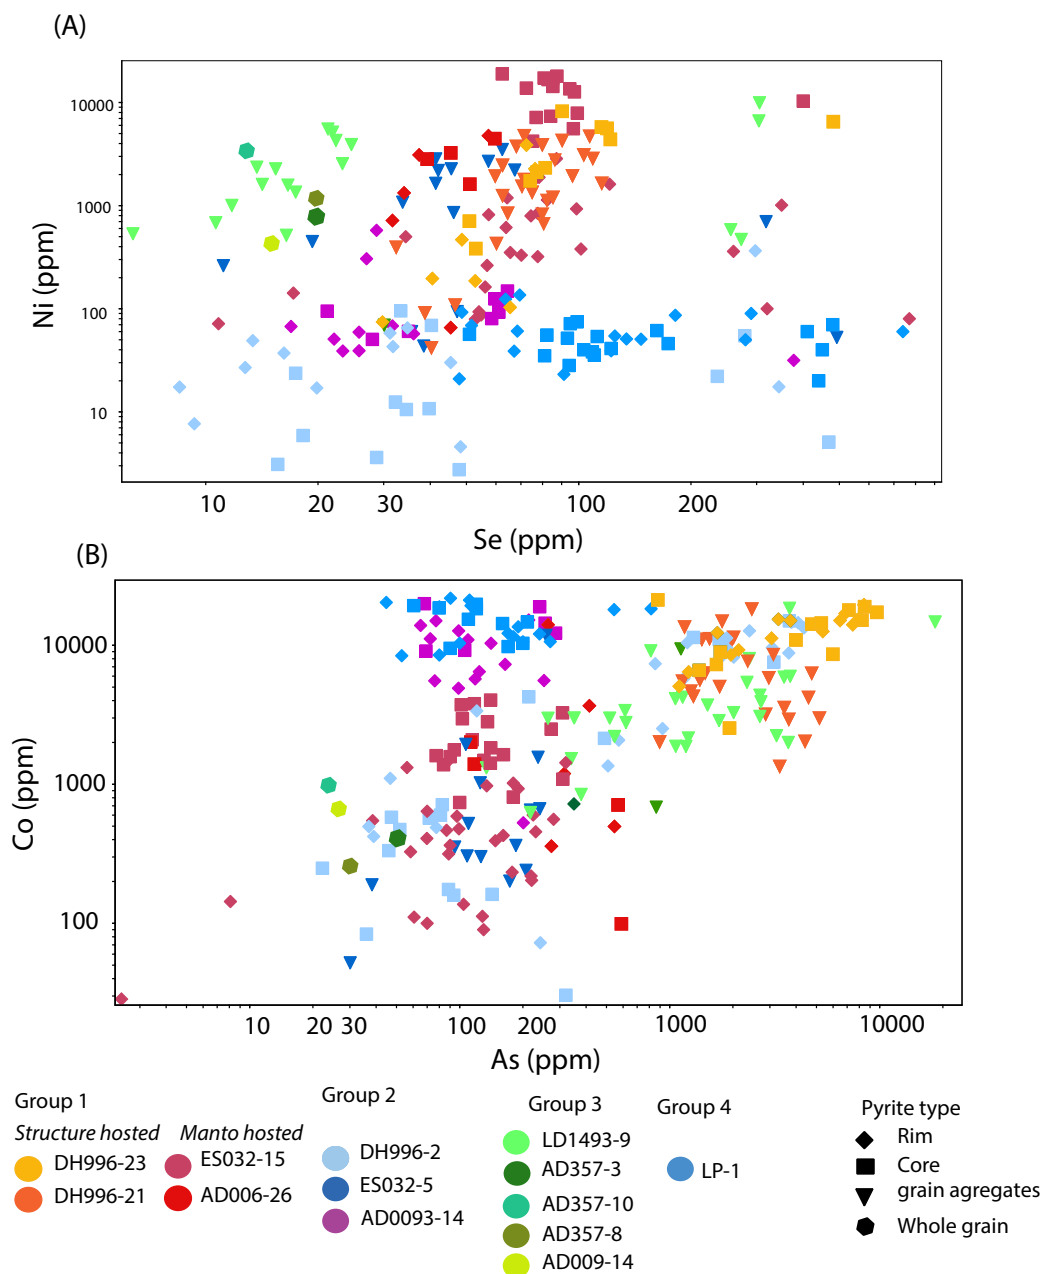 (A)
10000
1000
100
10
Ni (ppm)
10 20 30 100 200
Se (ppm)
(B)
10000
1000
100
Co (ppm)
10 20 30 100 200 1000 10000
As (ppm)
Group 1
Structure hosted Manto hosted
DH996-23 ES032-15
DH996-21 AD006-26
Group 2
DH996-2
ES032-5
AD0093-14
Group 3
LD1493-9
AD357-3
AD357-10
AD357-8
AD009-14
Group 4
LP-1
Pyrite type
Rim
Core
grain agregates
Whole grain